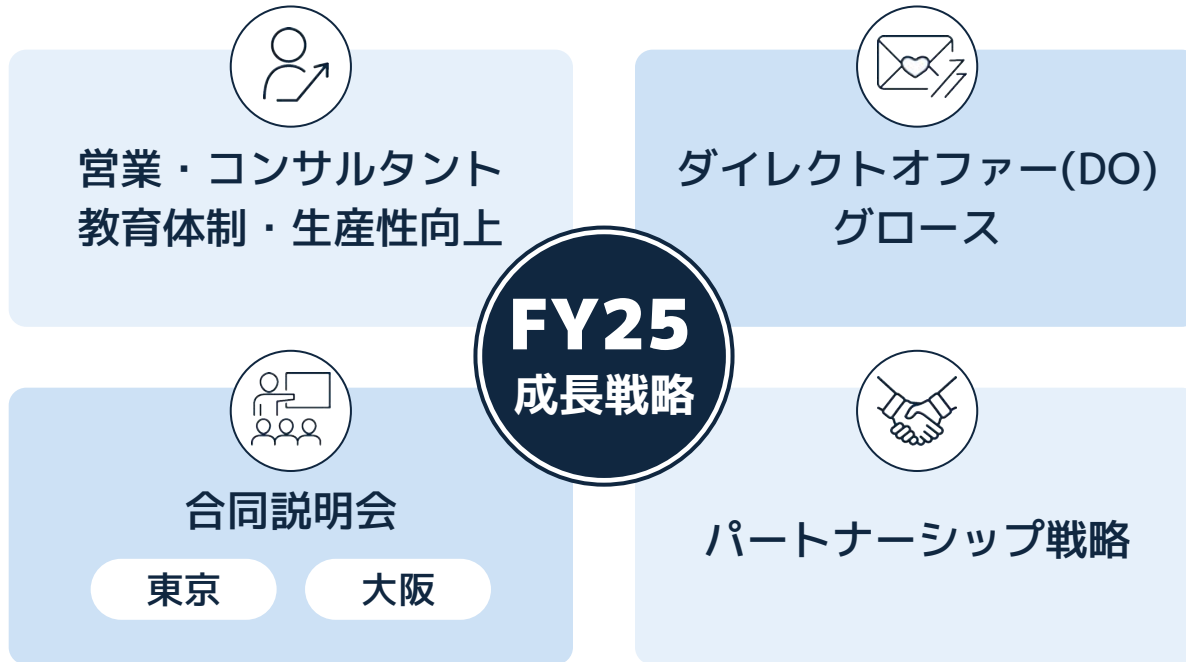 営業・コンサルタント
教育体制・生産性向上
ダイレクトオファー(DO)
グロース
FY25
成長戦略
合同説明会
東京
大阪
パートナーシップ戦略